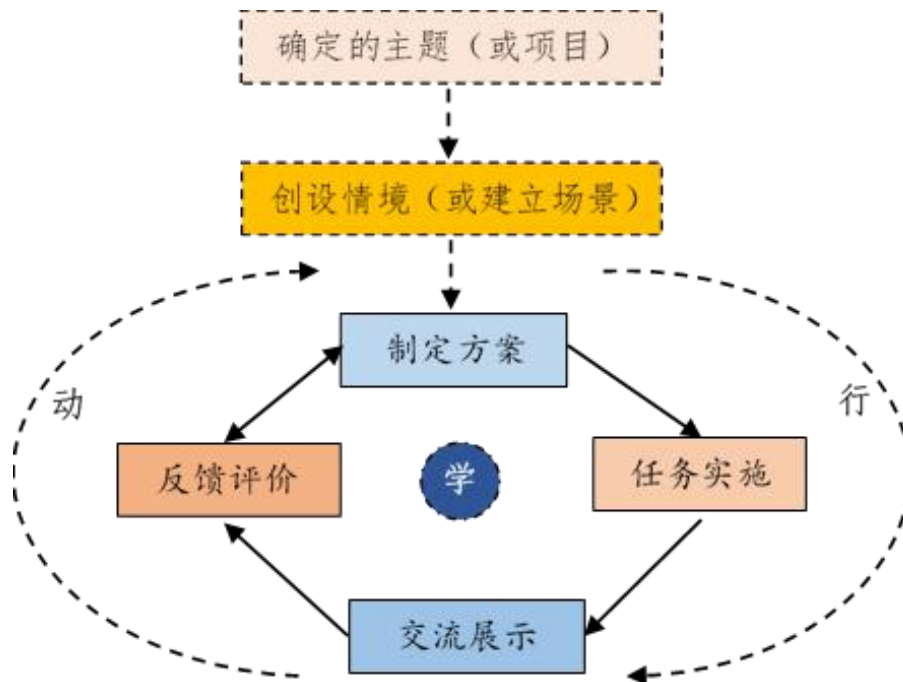 确定的主题（或项目）
创设情境（或建立场景）
制定方案
动
行
反馈评价
学
任务实施
交流展示